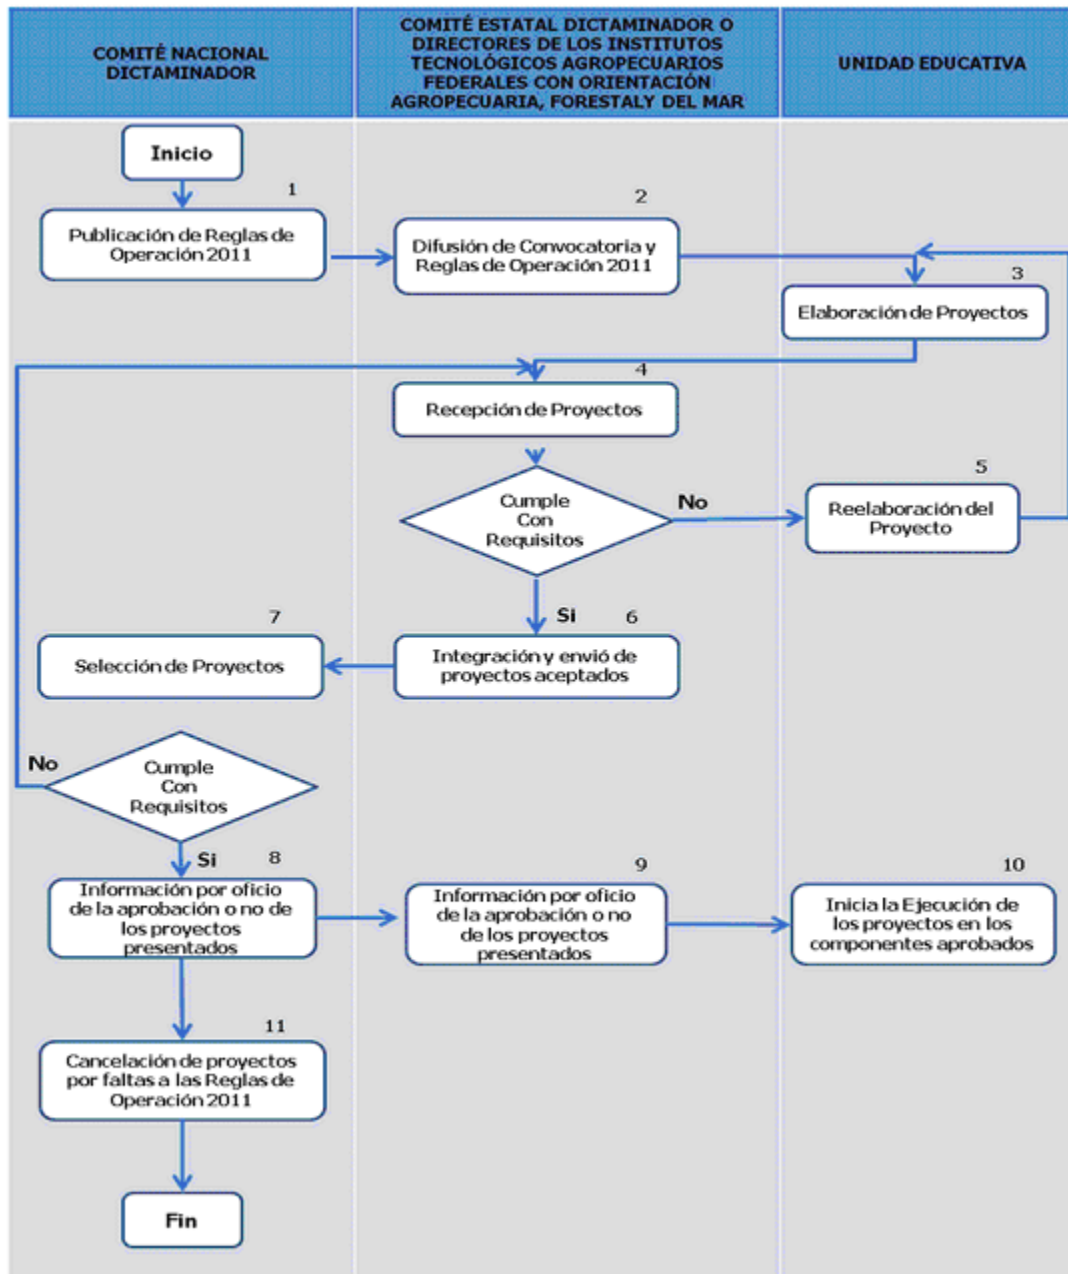 COMITÉ NACIONAL
DICTAMINADOR
COMITÉ ESTATAL DICTAMINADOR O
DIRECTORES DE LOS INSTITUTOS
TECNOLÓGICOS AGROPECUARIOS
FEDERALES CON ORIENTACIÓN
AGROPECUARIA, FORESTALY DEL MAR
UNIDAD EDUCATIVA
Inicio
1
Publicación de Reglas de
Operación 2011
2
Difusión de Convocatoria y
Reglas de Operación 2011
3
Elaboración de Proyectos
4
Recepción de Proyectos
Cumple
Con
Requisitos
No
5
Reelaboración del
Proyecto
Si
6
Integración y envió de
proyectos aceptados
7
Selección de Proyectos
No
Cumple
Con
Requisitos
Si
8
Información por oficio
de la aprobación o no de
los proyectos
presentados
9
Información por oficio
de la aprobación o no
de los proyectos
presentados
10
Inicia la Ejecución de
los proyectos en los
componentes aprobados
11
Cancelación de proyectos
por faltas a las Reglas de
Operación 2011
Fin